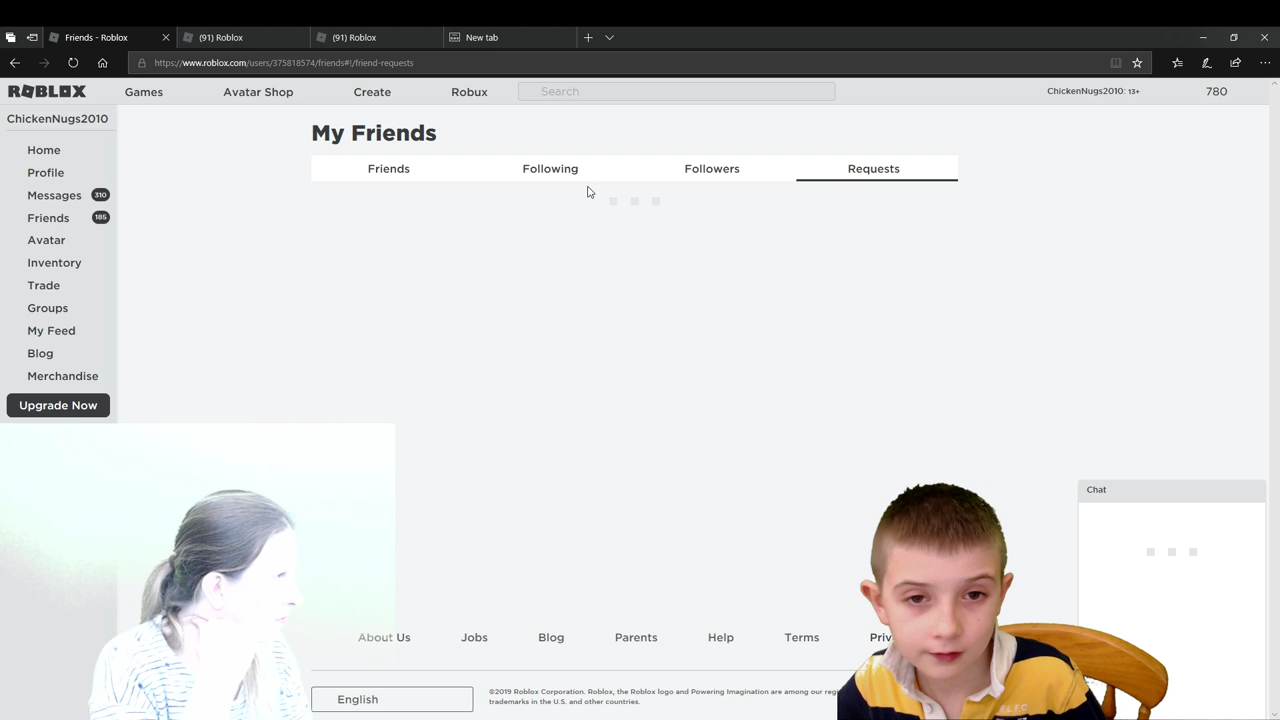 Friends - Roblox
(91) Roblox
(91) Roblox
New tab
https://www.roblox.com/users/375818574/friends#!/friend-requests
ROBLOX
Games
Avatar Shop
Create
Robux
Search
ChickenNugs2010: 13+
780
ChickenNugs2010
Home
Profile
Messages 310
Friends 185
Avatar
Inventory
Trade
Groups
My Feed
Blog
Merchandise
Upgrade Now
My Friends
Friends
Following
Followers
Requests
Chat
About Us
Jobs
Blog
Parents
Help
Terms
Priv
English
©2019 Roblox Corporation. Roblox, the Roblox logo and Powering Imagination are among our regi
trademarks in the U.S. and other countries.